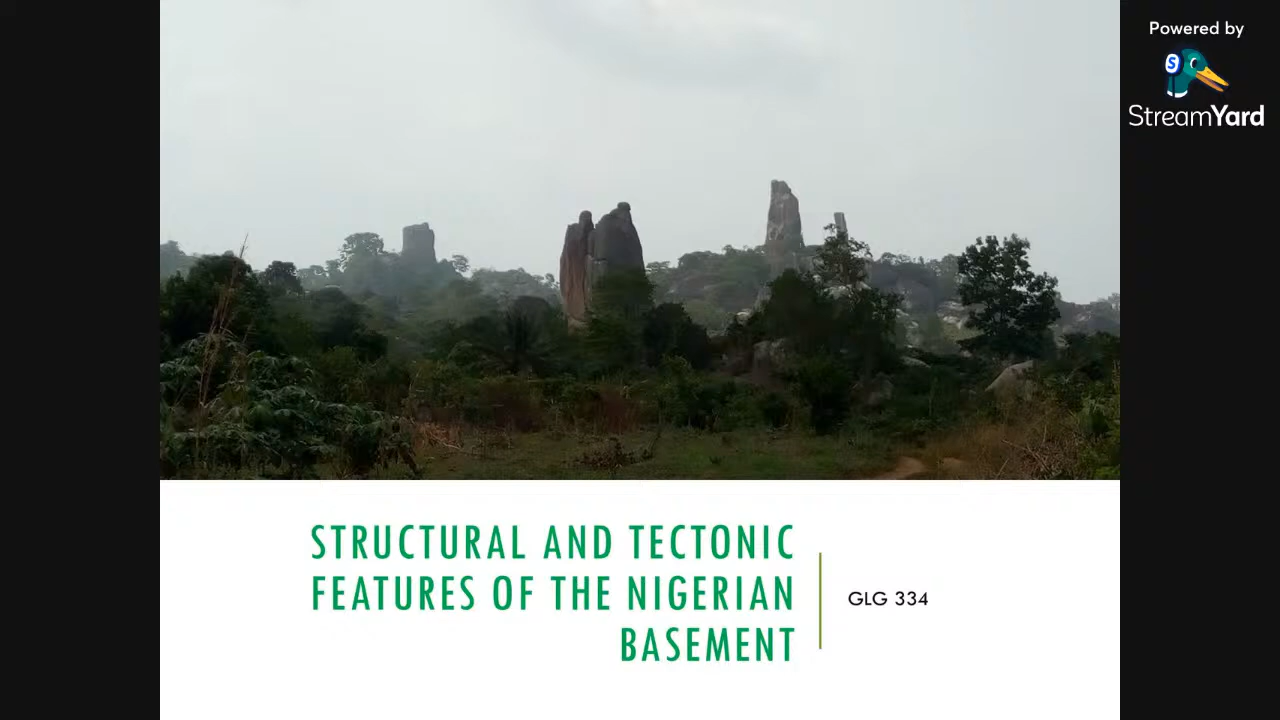 Powered by
S
StreamYard
STRUCTURAL AND TECTONIC
FEATURES OF THE NIGERIAN
BASEMENT
GLG 334